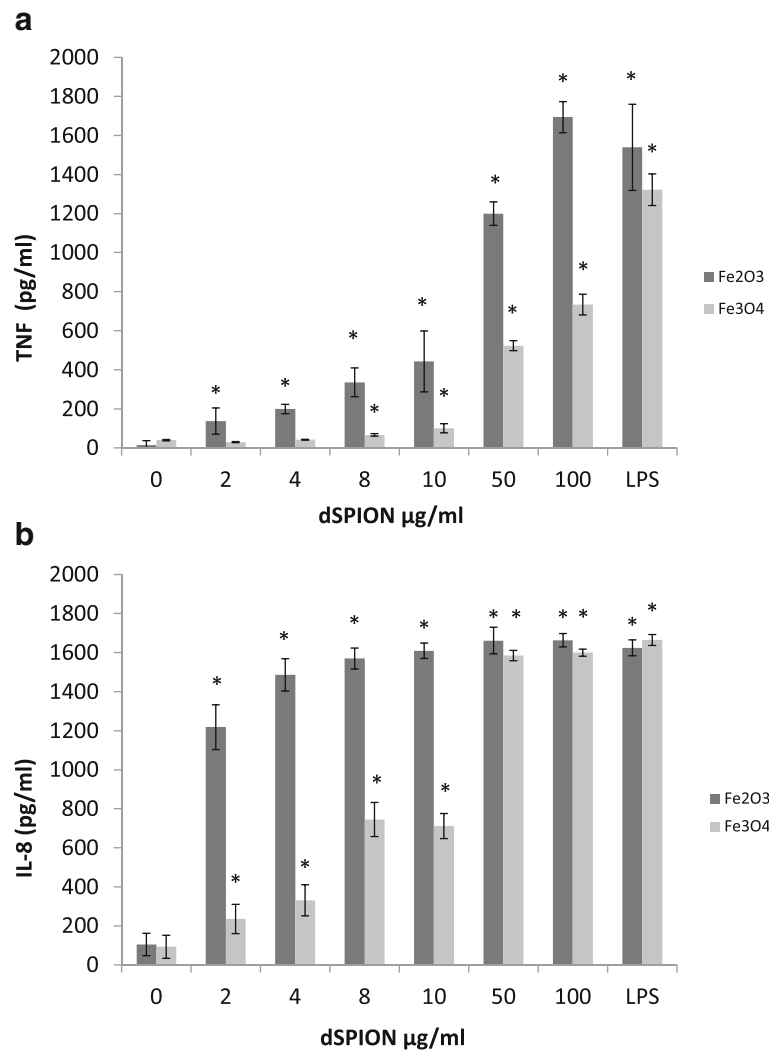 a
2000
1800
1600
1400
1200
1000
800
600
400
200
0
TNF (pg/ml)
* * * * * * * * * * * *
0 2 4 8 10 50 100 LPS
dSPION µg/ml
Fe2O3
Fe3O4
b
2000
1800
1600
1400
1200
1000
800
600
400
200
0
IL-8 (pg/ml)
* * * * * * * * * * * * * *
0 2 4 8 10 50 100 LPS
dSPION µg/ml
Fe2O3
Fe3O4